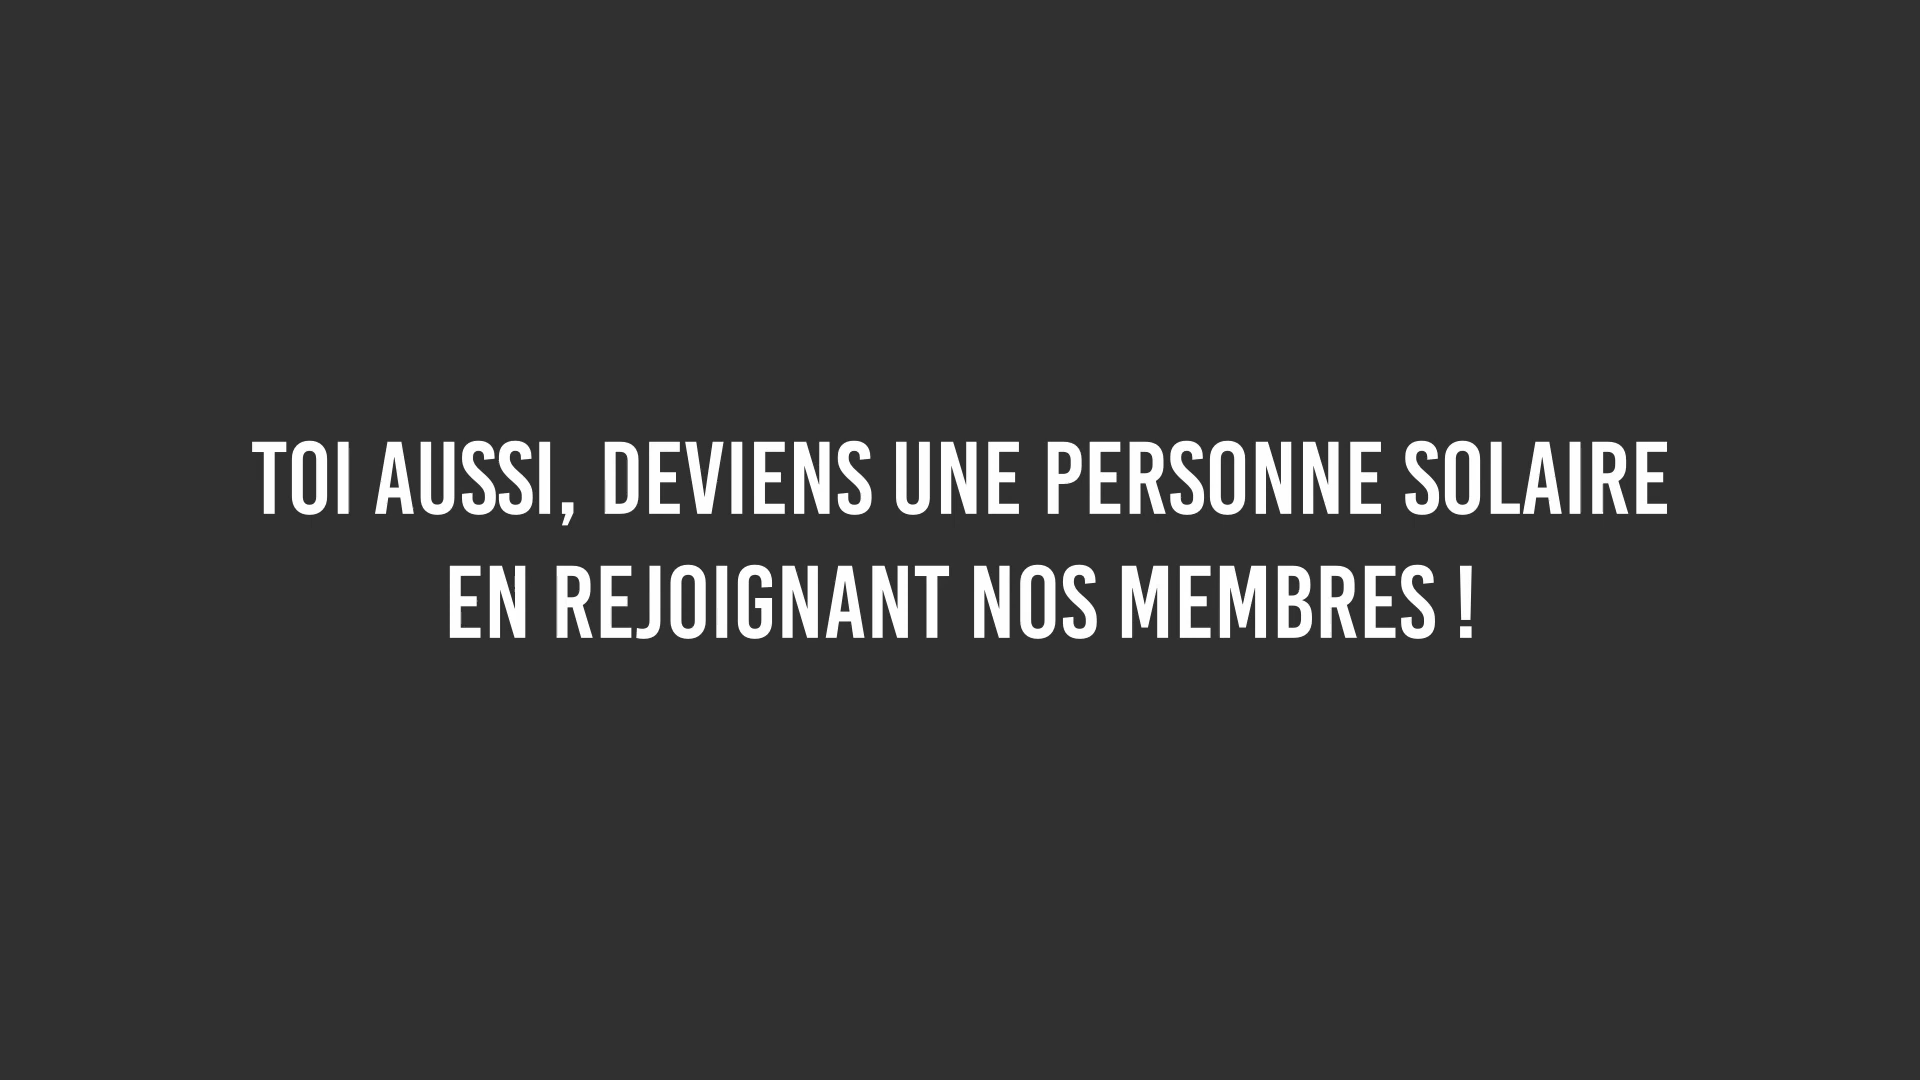 TOI AUSSI, DEVIENS UNE PERSONNE SOLAIRE
EN REJOIGNANT NOS MEMBRES !